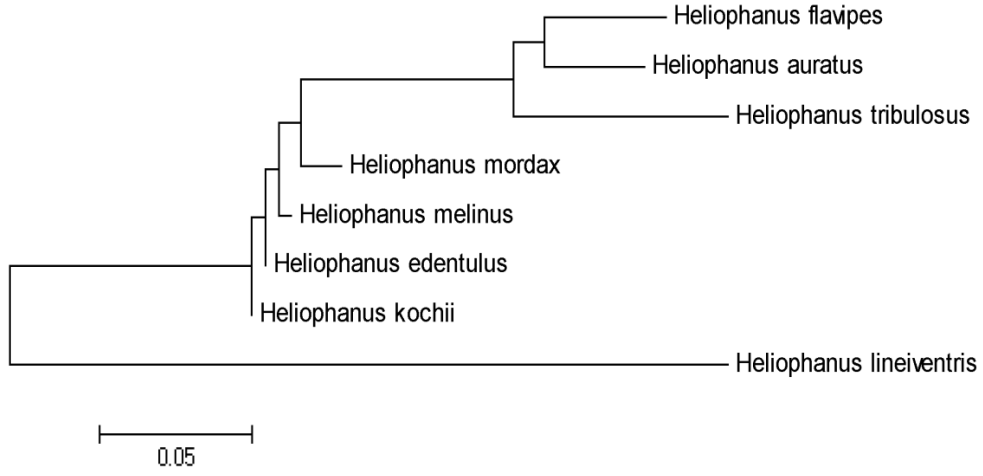 Heliophanus flavipes
Heliophanus auratus
Heliophanus tribulosus
Heliophanus mordax
Heliophanus melinus
Heliophanus edentulus
Heliophanus kochii
Heliophanus lineiventris
0.05